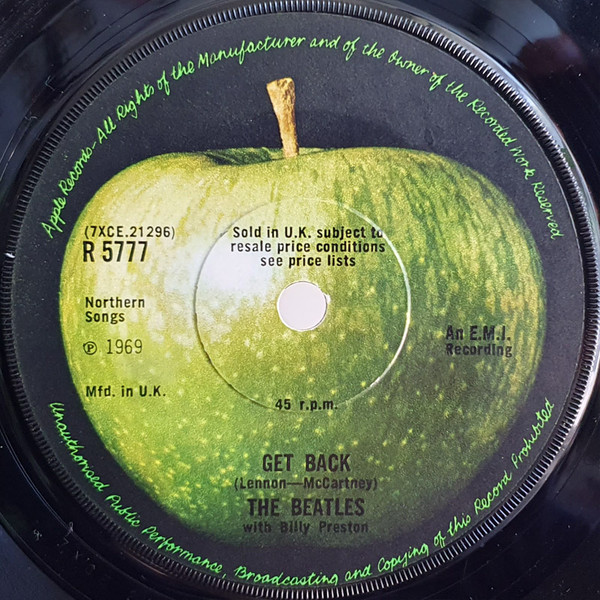 Apple Records-All Rights of the Manufacturer and of the Owner of the Recorded Work Reserved
(7XCE.21296)
R 5777
Sold in U.K. subject to
resale price conditions
see price lists
Northern
Songs
℗ 1969
An E.M.I.
Recording
Mfd. in U.K.
45 r.p.m.
GET BACK
(Lennon—McCartney)
THE BEATLES
with Billy Preston
Unauthorised Public Performance, Broadcasting and Copying of this Record Prohibited